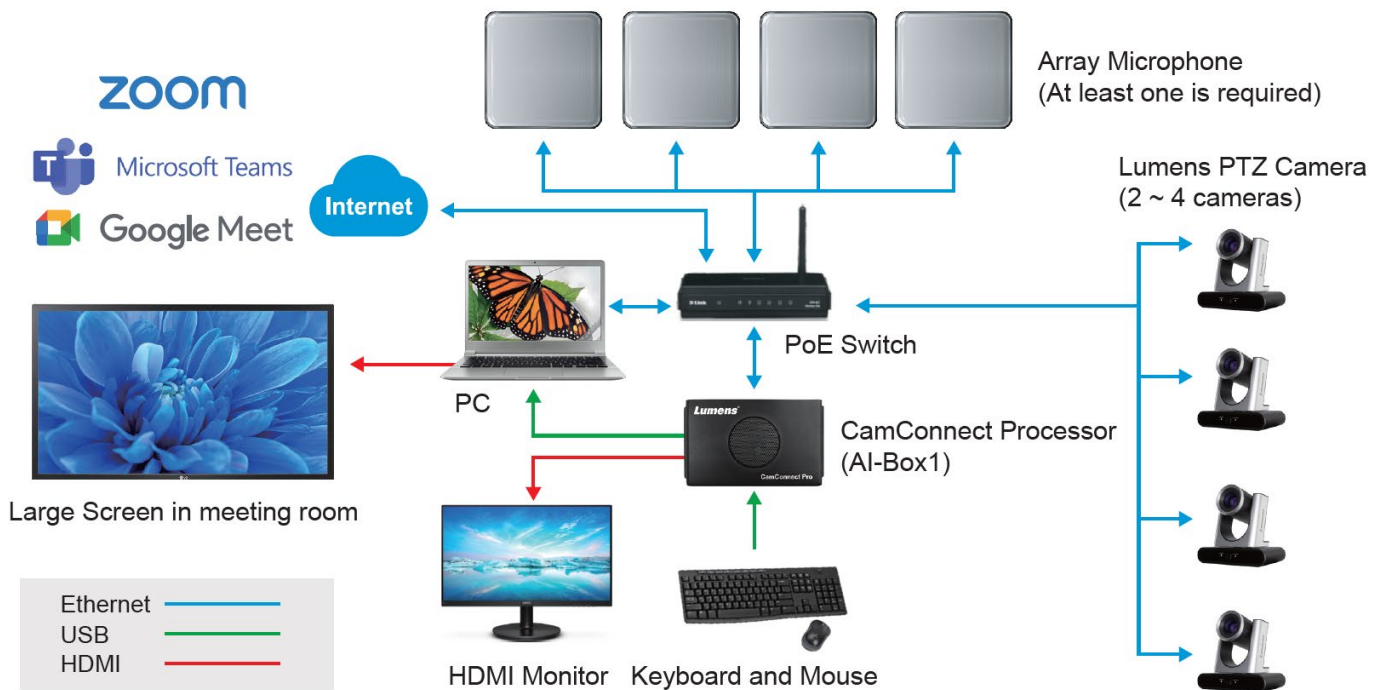 zoom
Microsoft Teams
Google Meet
Internet
Array Microphone
(At least one is required)
Lumens PTZ Camera
(2 ~ 4 cameras)
D-Link
PoE Switch
PC
Lumens
CamConnect Pro
CamConnect Processor
(AI-Box1)
Large Screen in meeting room
Ethernet
USB
HDMI
HDMI Monitor
Keyboard and Mouse